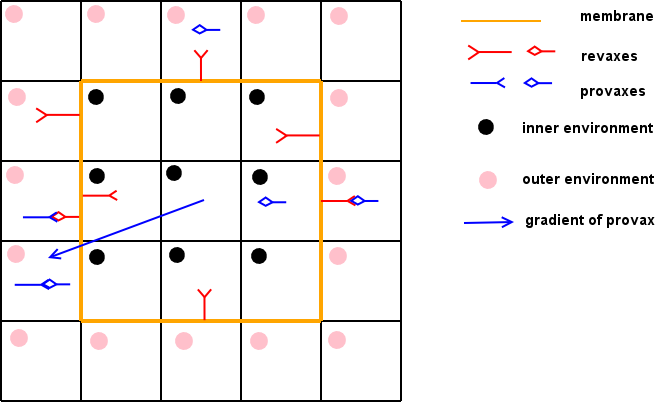 membrane
revaxes
provaxes
inner environment
outer environment
gradient of provax